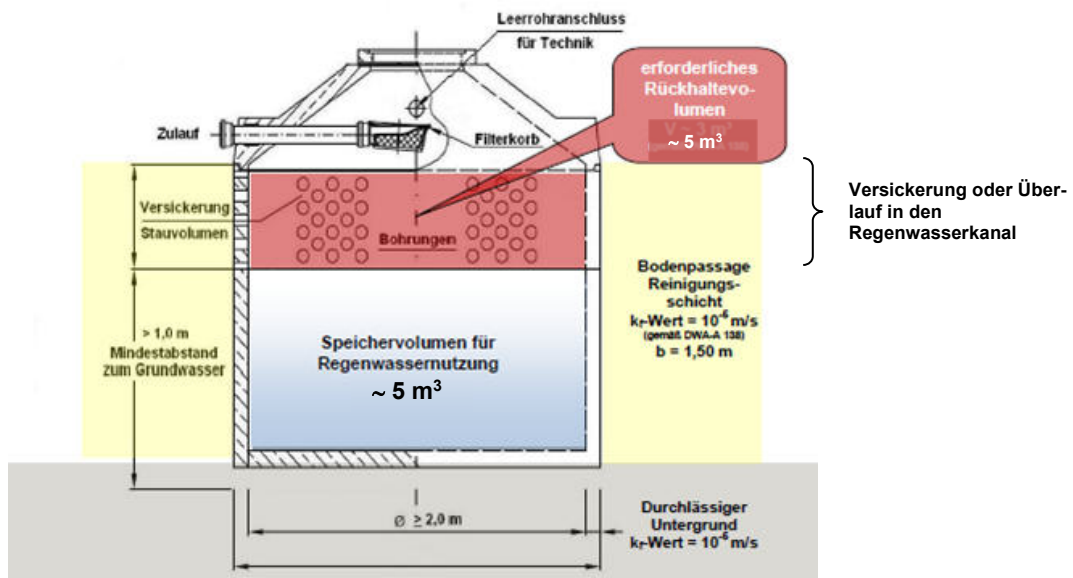 Leerrohranschluss
für Technik
erforderliches
Rückhaltevo-
lumen
~ 5 m³
Zulauf
Filterkorb
Versickerung
Stauvolumen
Bohrungen
Versickerung oder Über-
lauf in den
Regenwasserkanal
Bodenpassage
Reinigungs-
schicht
kf-Wert = 10⁻⁶ m/s
(gemäß DWA-A 138)
b = 1,50 m
> 1,0 m
Mindestabstand
zum Grundwasser
Speichervolumen für
Regenwassernutzung
~ 5 m³
Ø ≥ 2,0 m
Durchlässiger
Untergrund
kf-Wert = 10⁻⁶ m/s